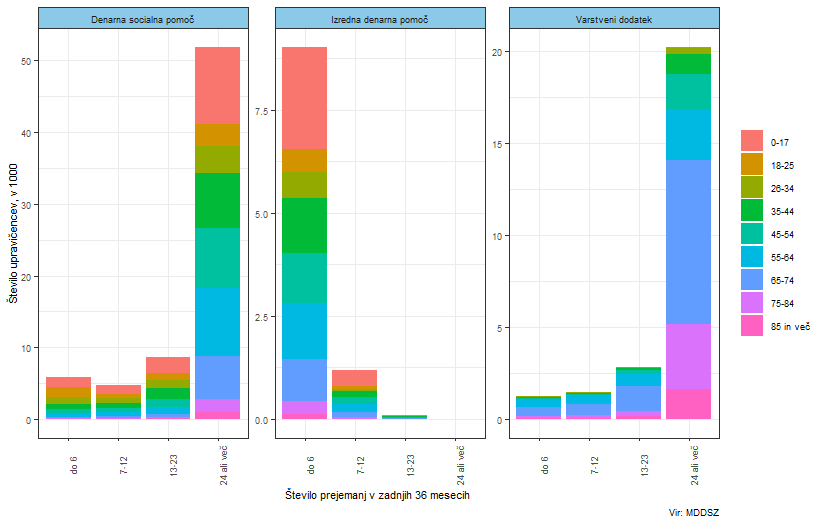 Denarna socialna pomoč
Izredna denarna pomoč
Varstveni dodatek
Število upravičencev, v 1000
50
40
30
20
10
0
7.5
5.0
2.5
0.0
20
15
10
5
0
do 6
7-12
13-23
24 ali več
do 6
7-12
13-23
24 ali več
do 6
7-12
13-23
24 ali več
Število prejemanj v zadnjih 36 mesecih
0-17
18-25
26-34
35-44
45-54
55-64
65-74
75-84
85 in več
Vir: MDDSZ